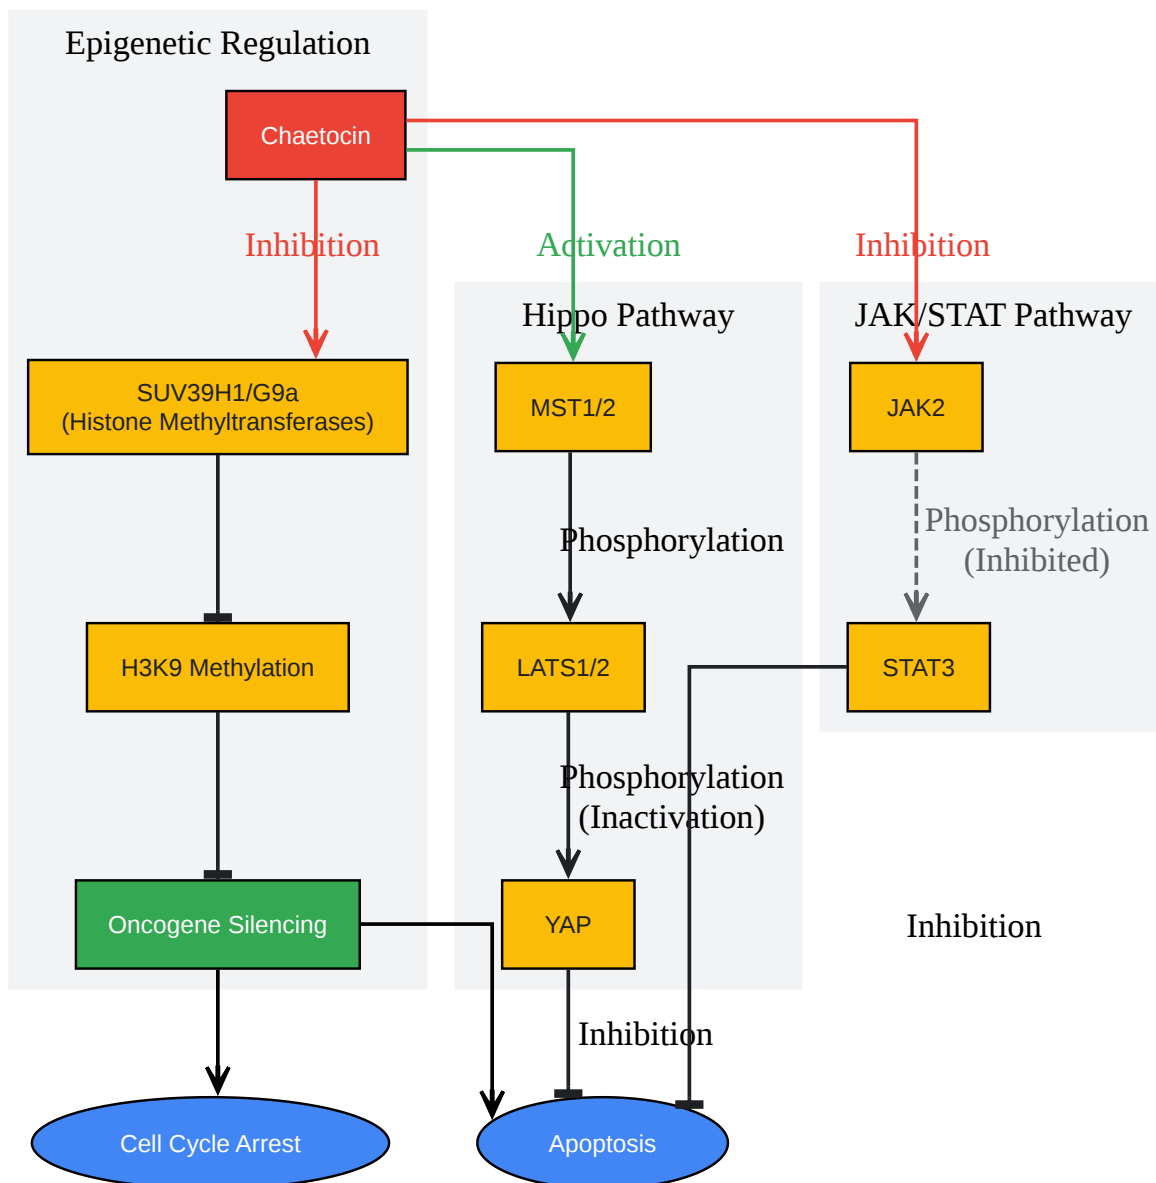 Epigenetic Regulation
Chaetocin
Inhibition
Activation
Inhibition
Hippo Pathway
JAK/STAT Pathway
SUV39H1/G9a
(Histone Methyltransferases)
MST1/2
JAK2
Phosphorylation
Phosphorylation
(Inhibited)
H3K9 Methylation
LATS1/2
STAT3
Phosphorylation
(Inactivation)
Oncogene Silencing
YAP
Inhibition
Inhibition
Cell Cycle Arrest
Apoptosis